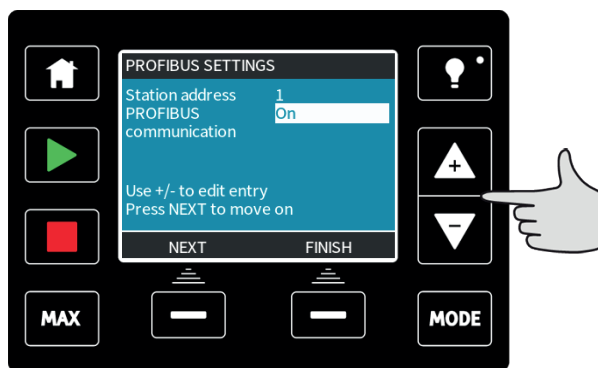 PROFIBUS SETTINGS
Station address 1
PROFIBUS On
communication
Use +/- to edit entry
Press NEXT to move on
NEXT FINISH
+
−
MAX MODE